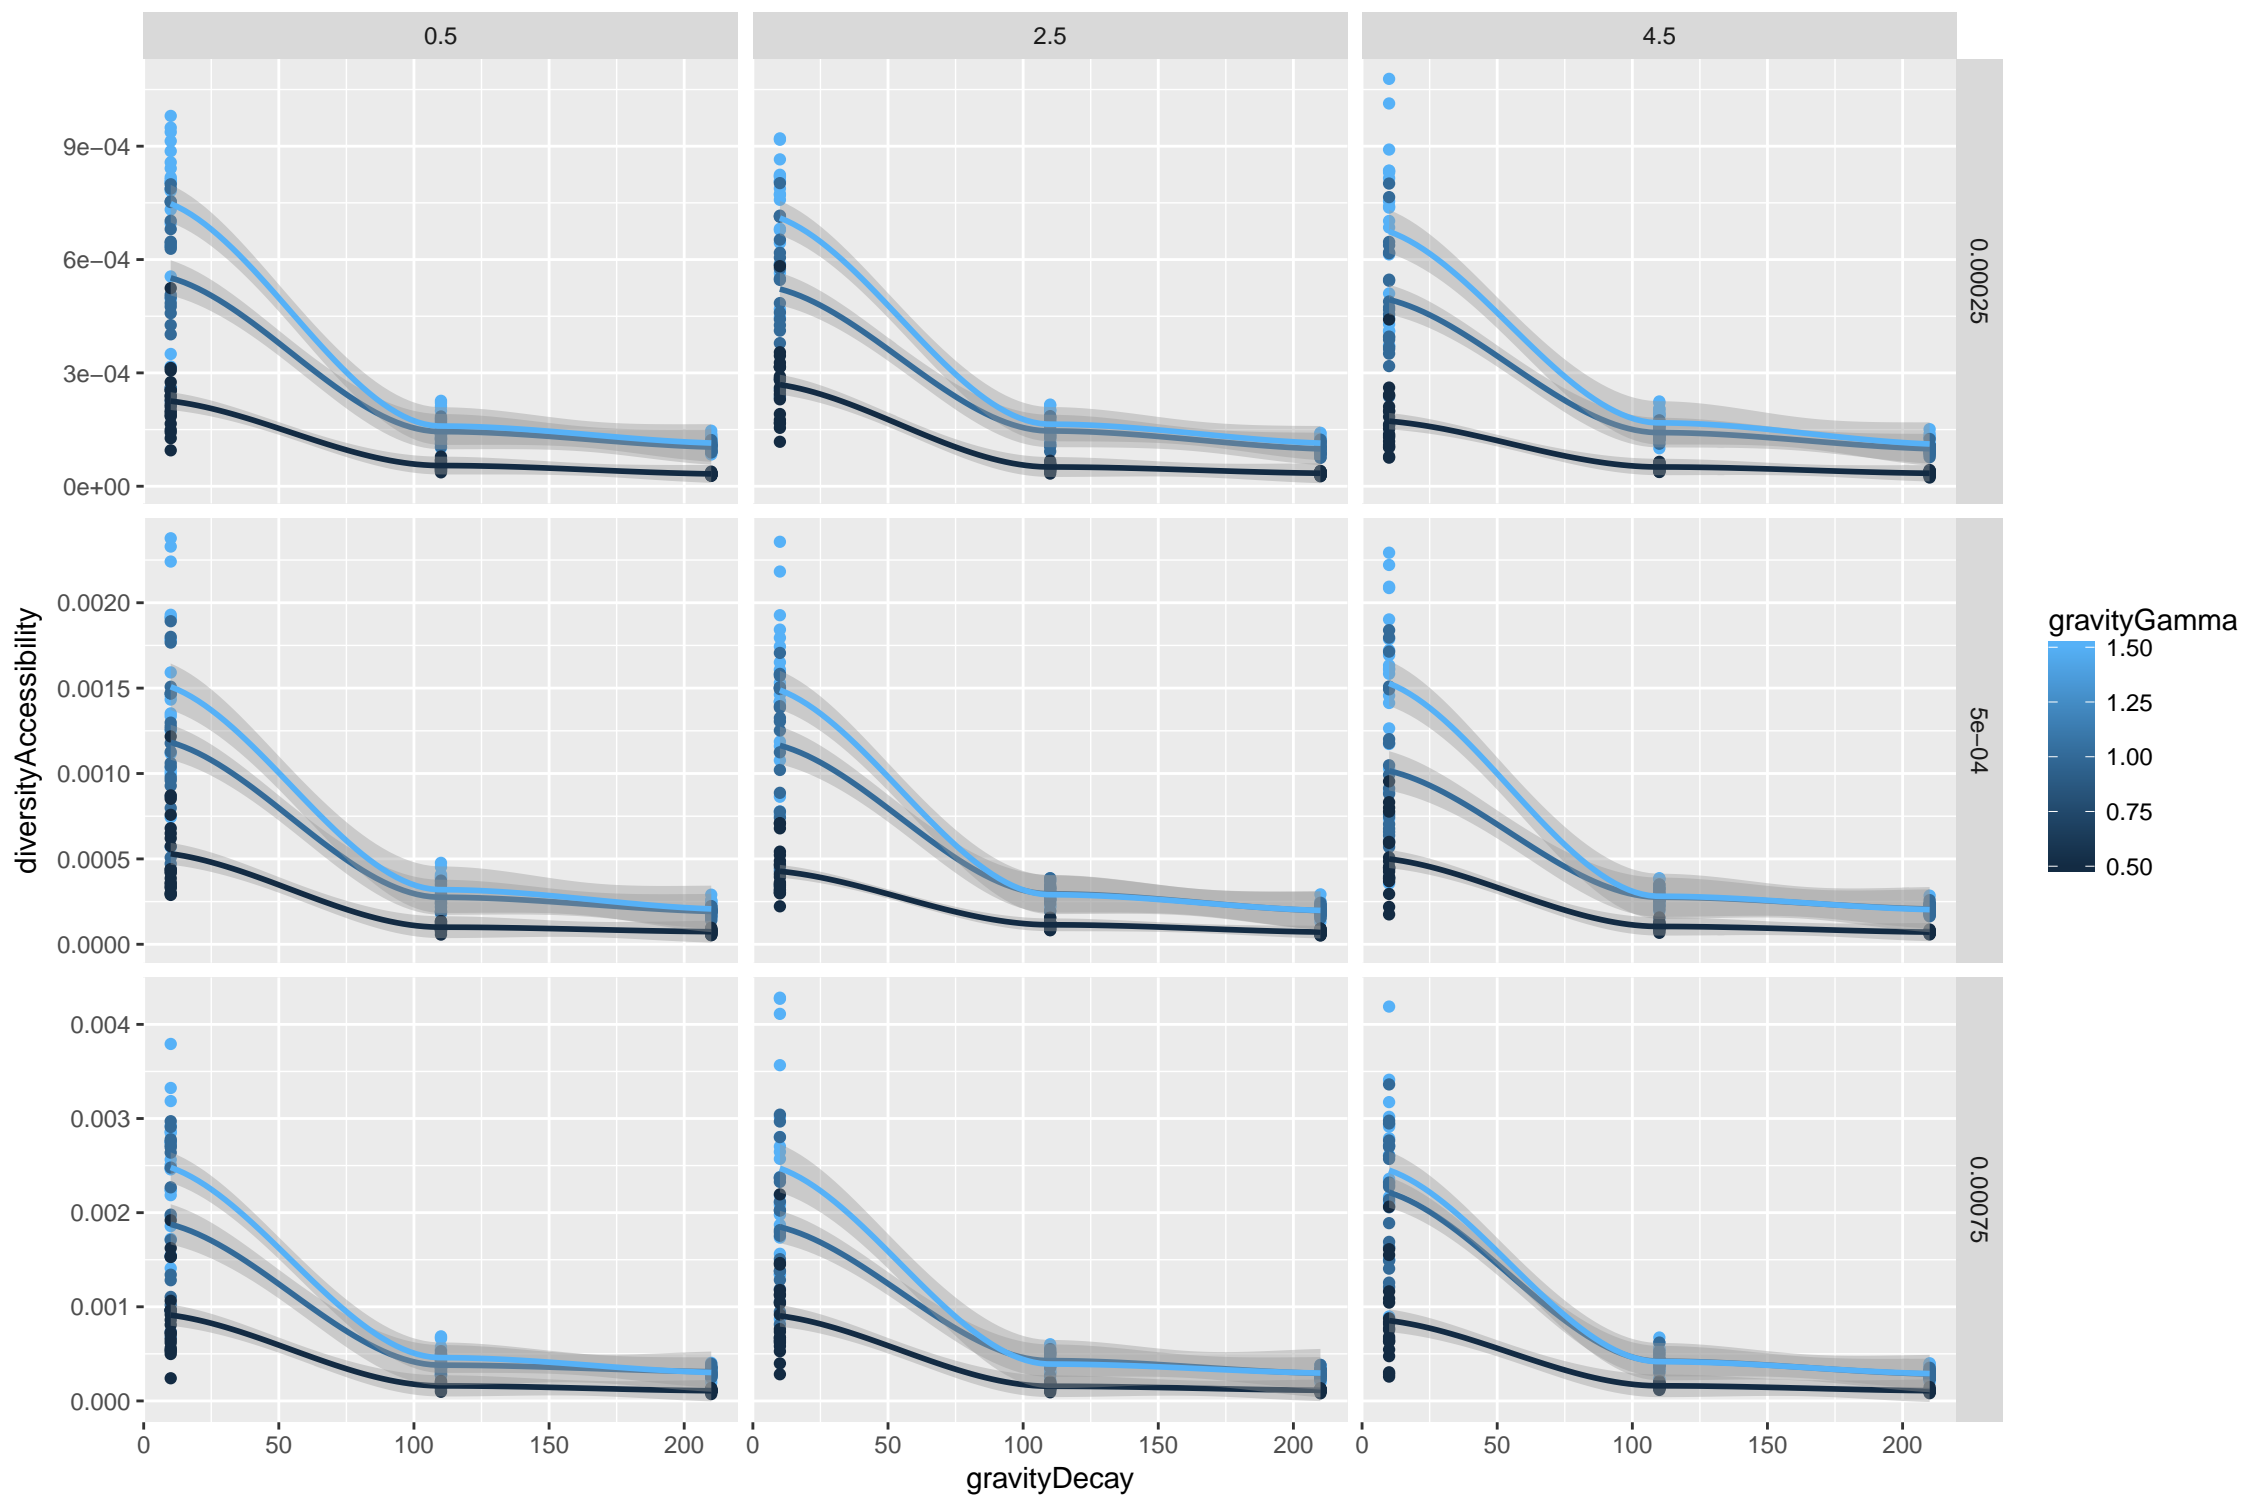 0.5 2.5 4.5
9e−04
6e−04
3e−04
0e+00
0.00025
0.0020
0.0015
0.0010
0.0005
0.0000
5e−04
0.004
0.003
0.002
0.001
0.000
0.00075
0 50 100 150 200 0 50 100 150 200 0 50 100 150 200
gravityDecay
diversityAccessibility
gravityGamma
1.50
1.25
1.00
0.75
0.50